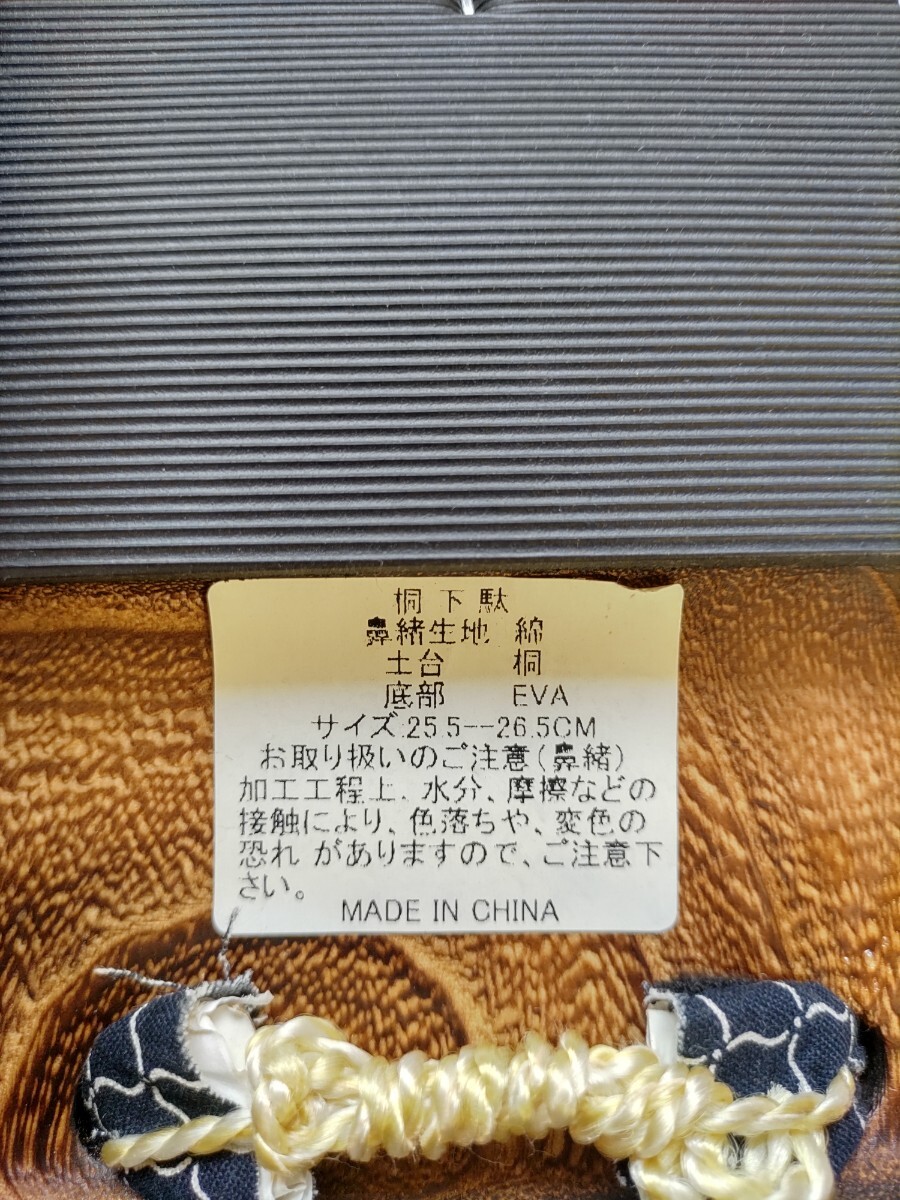 桐下駄
鼻緒生地 綿
土台 桐
底部 EVA
サイズ:25.5--26.5CM
お取り扱いのご注意(鼻緒)
加工工程上、水分、摩擦などの
接触により、色落ちや、変色の
恐れ がありますので、ご注意下
さい。
MADE IN CHINA